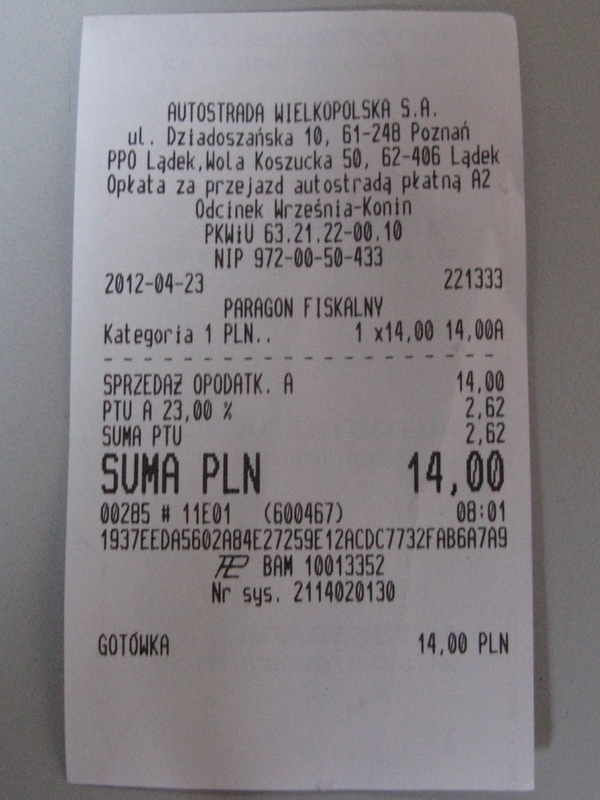 AUTOSTRADA WIELKOPOLSKA S.A.
ul. Dziadoszańska 10, 61-248 Poznań
PPO Lądek,Wola Koszucka 50, 62-406 Lądek
Opłata za przejazd autostradą płatną A2
Odcinek Września-Konin
PKWiU 63.21.22-00.10
NIP 972-00-50-433
2012-04-23 221333
PARAGON FISKALNY
Kategoria 1 PLN.. 1 x14,00 14,00A
SPRZEDAŻ OPODATK. A 14,00
PTU A 23,00 % 2,62
SUMA PTU 2,62
SUMA PLN 14,00
00285 # 11E01 (600467) 08:01
1937EEDA5602A84E27259E12ACDC7732FAB6A7A9
BAM 10013352
Nr sys. 2114020130
GOTÓWKA 14,00 PLN